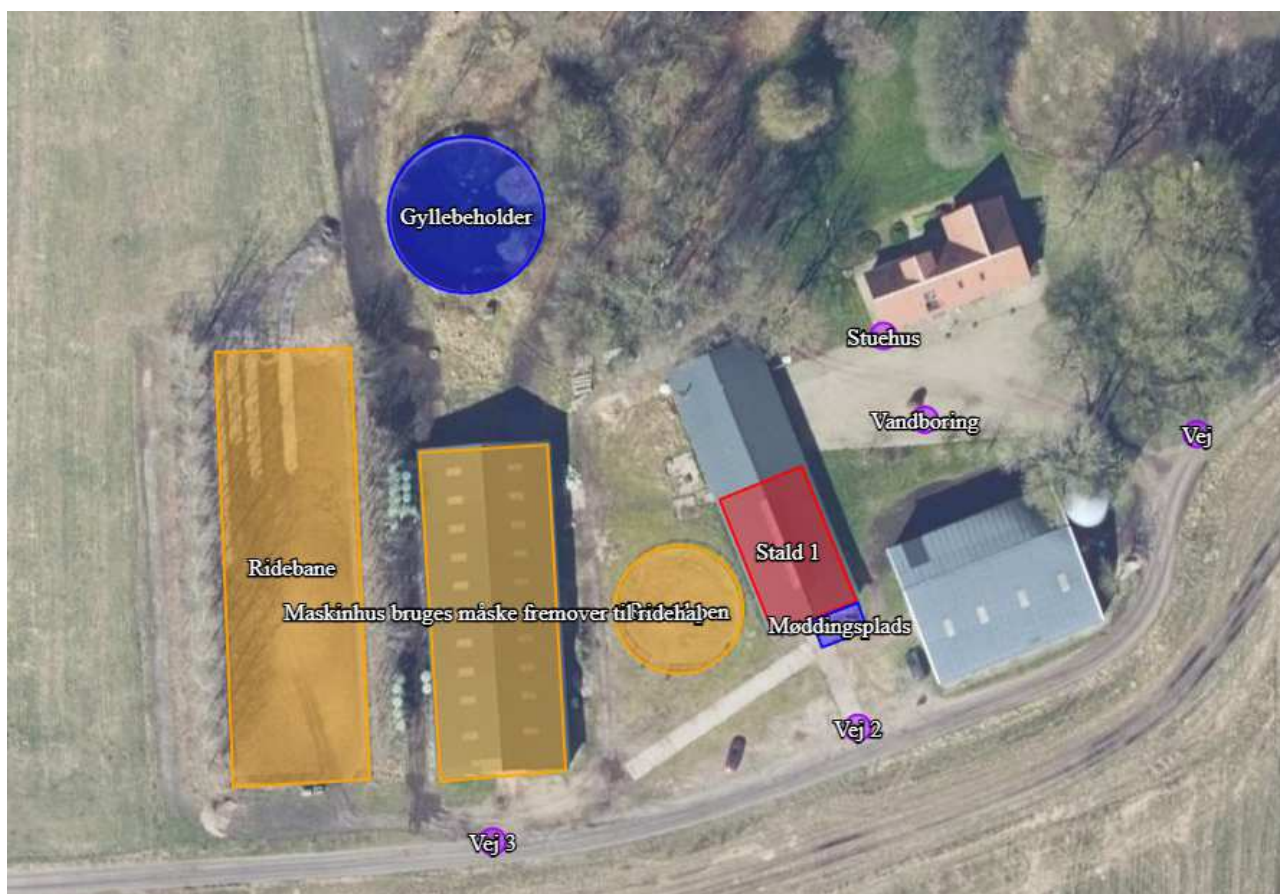 Gyllebeholder
Stuehus
Vandboring
Vej
Stald 1
Ridebane
Maskinhus bruges måske fremover til ridehal
Møddingsplads
Vej 2
Vej 3